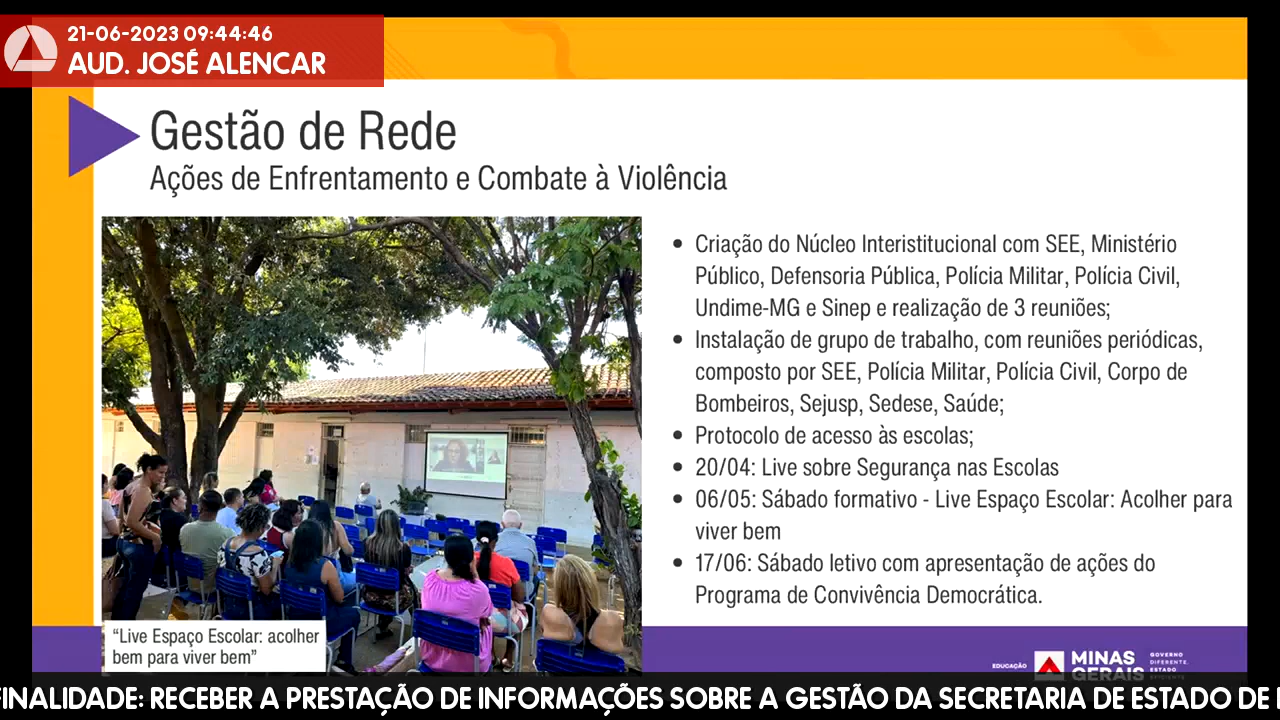 21-06-2023 09:44:46
AUD. JOSÉ ALENCAR
Gestão de Rede
Ações de Enfrentamento e Combate à Violência
• Criação do Núcleo Interistitucional com SEE, Ministério
Público, Defensoria Pública, Polícia Militar, Polícia Civil,
Undime-MG e Sinep e realização de 3 reuniões;
• Instalação de grupo de trabalho, com reuniões periódicas,
composto por SEE, Polícia Militar, Polícia Civil, Corpo de
Bombeiros, Sejusp, Sedese, Saúde;
• Protocolo de acesso às escolas;
• 20/04: Live sobre Segurança nas Escolas
• 06/05: Sábado formativo - Live Espaço Escolar: Acolher para
viver bem
• 17/06: Sábado letivo com apresentação de ações do
Programa de Convivência Democrática.
“Live Espaço Escolar: acolher
bem para viver bem”
EDUCAÇÃO
MINAS
GERAIS
GOVERNO
DIFERENTE.
ESTADO
EFICIENTE.
FINALIDADE: RECEBER A PRESTAÇÃO DE INFORMAÇÕES SOBRE A GESTÃO DA SECRETARIA DE ESTADO DE